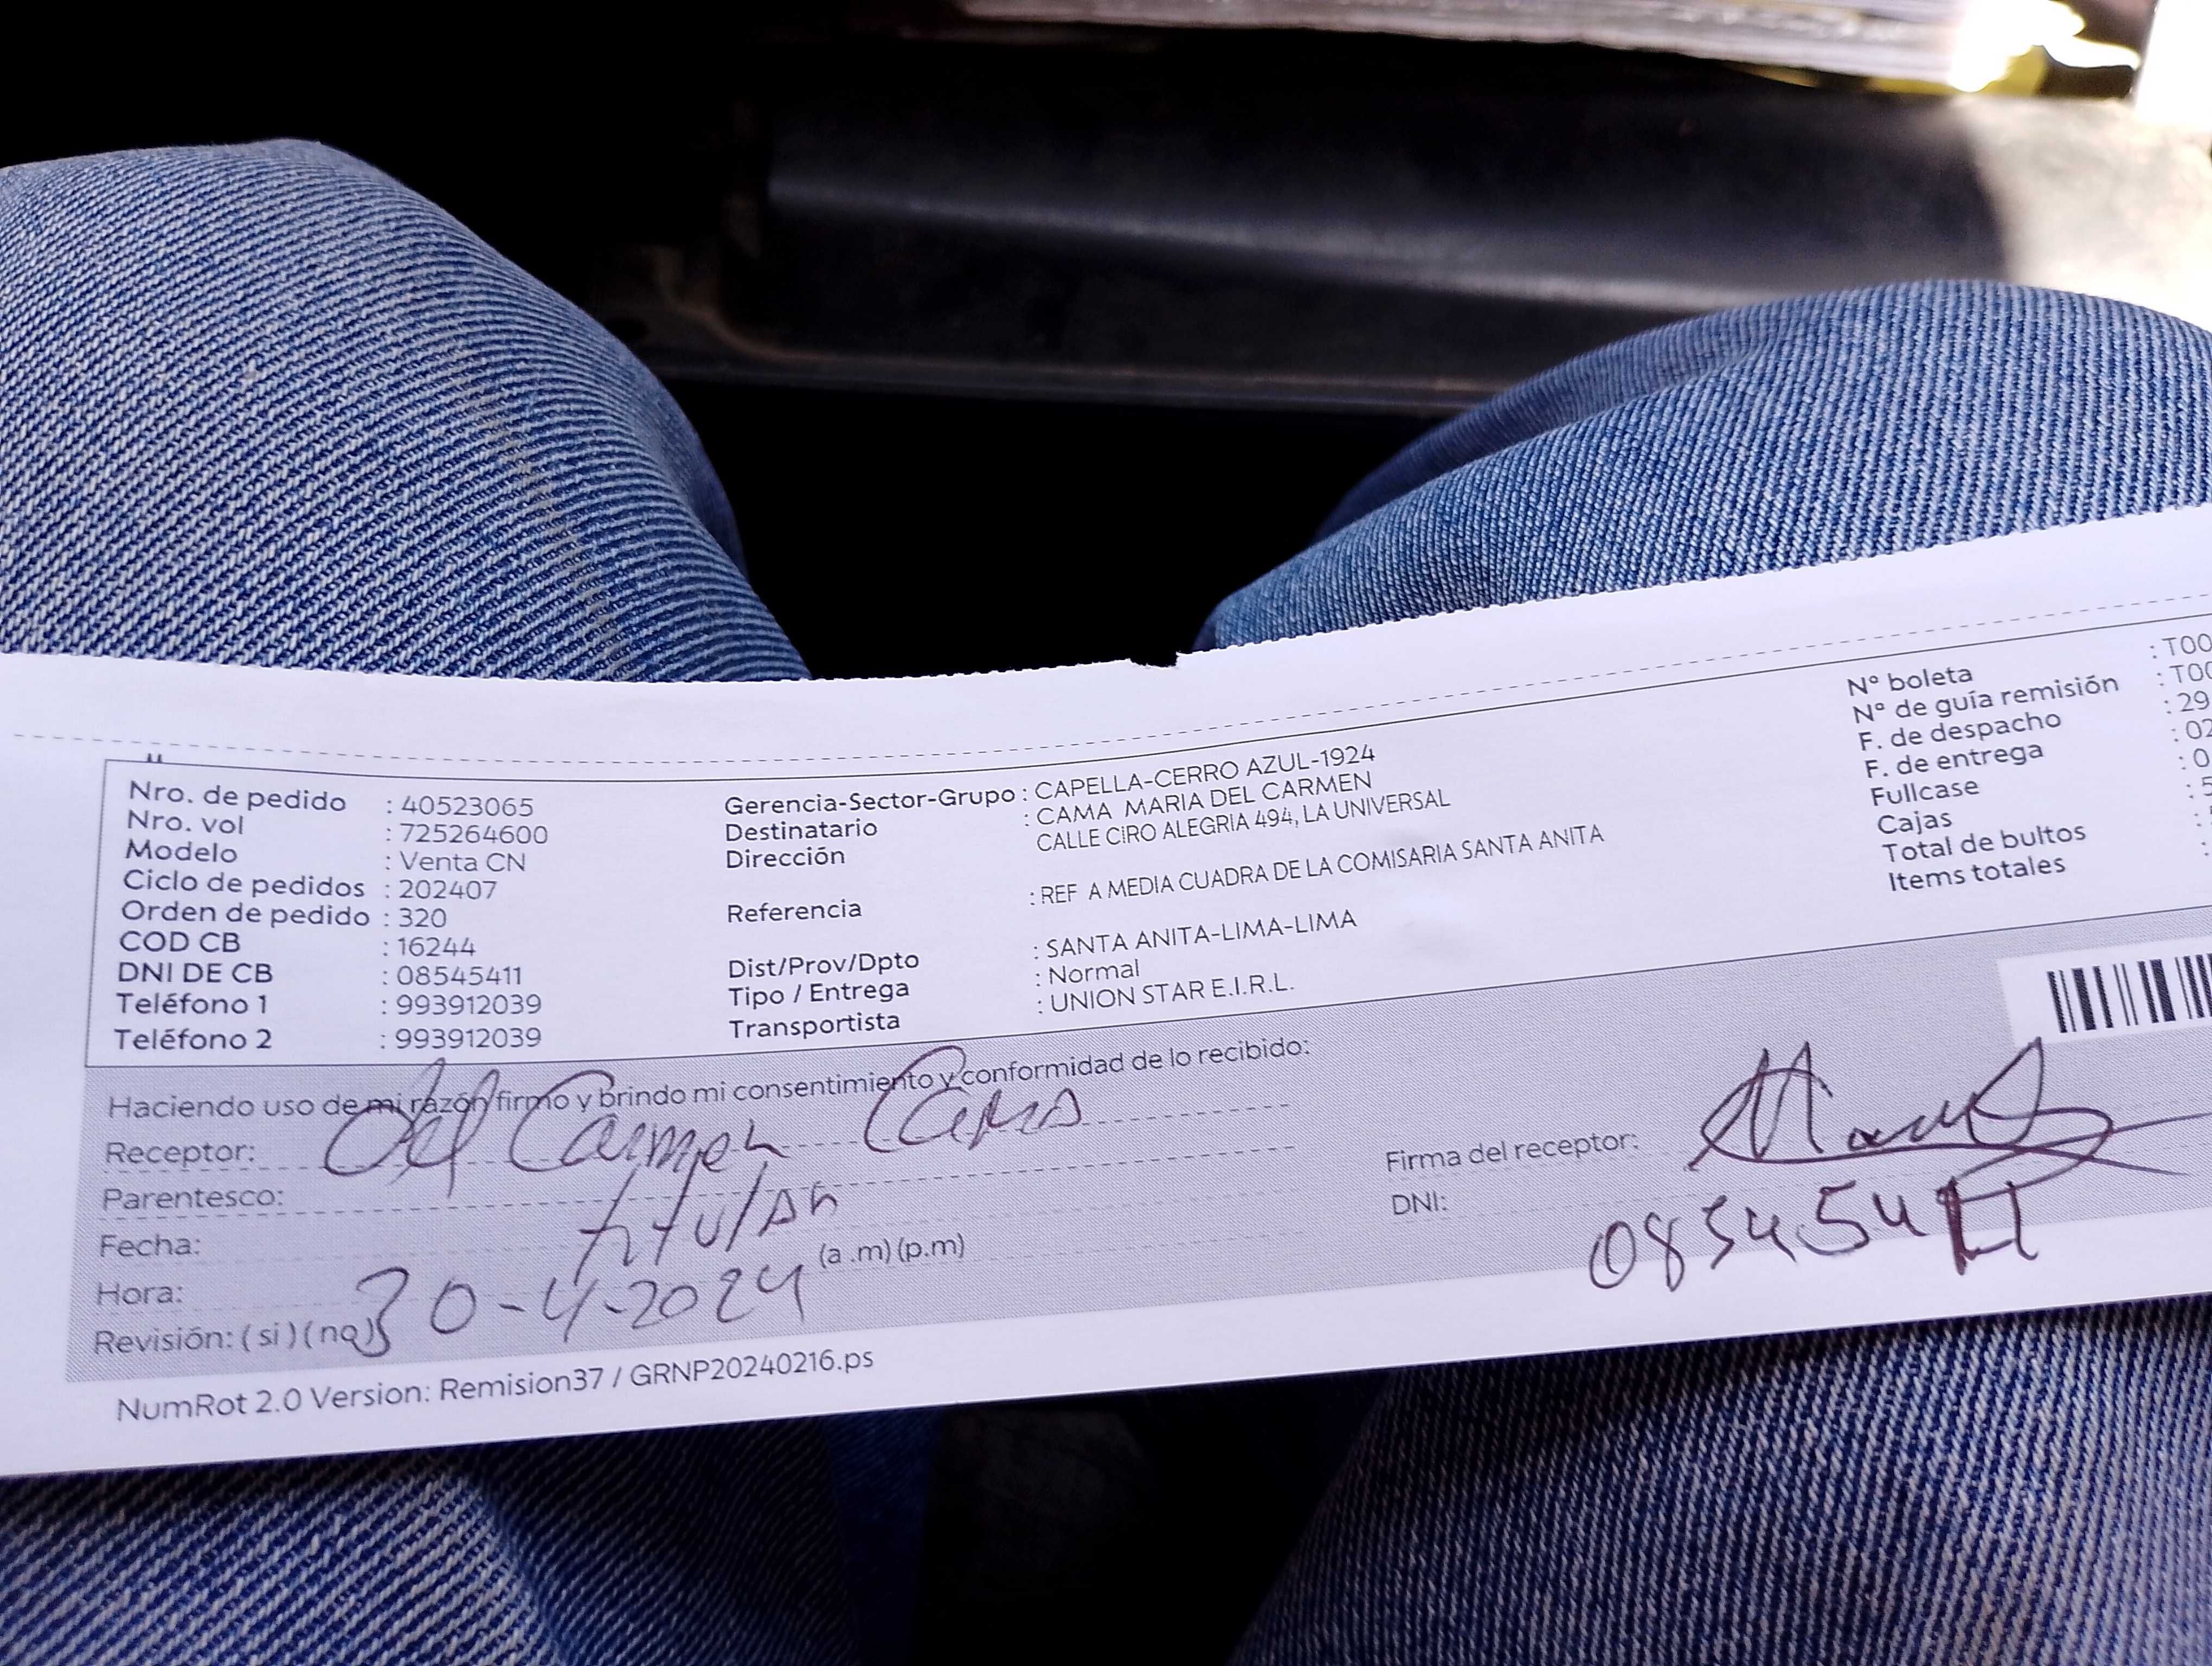 Nro. de pedido : 40523065
Nro. vol : 725264600
Modelo : Venta CN
Ciclo de pedidos : 202407
Orden de pedido : 320
COD CB : 16244
DNI DE CB : 08545411
Teléfono 1 : 993912039
Teléfono 2 : 993912039
Gerencia-Sector-Grupo : CAPELLA-CERRO AZUL-1924
Destinatario : CAMA MARIA DEL CARMEN
Dirección CALLE CIRO ALEGRIA 494, LA UNIVERSAL
Referencia : REF A MEDIA CUADRA DE LA COMISARIA SANTA ANITA
Dist/Prov/Dpto : SANTA ANITA-LIMA-LIMA
Tipo / Entrega : Normal
Transportista : UNION STAR E.I.R.L.
N° boleta : T00
N° de guía remisión : T00
F. de despacho : 29
F. de entrega : 02
Fullcase : 0
Cajas : 5
Total de bultos :
Items totales :
Haciendo uso de mi razón firmo y brindo mi consentimiento y conformidad de lo recibido:
Receptor: Del Carmen Cama
Parentesco: titular
Fecha:
Hora: 30-4-2024 (a .m) (p.m)
Revisión: ( si ) ( no )
Firma del receptor:
DNI: 08545411
NumRot 2.0 Version: Remision37 / GRNP20240216.ps